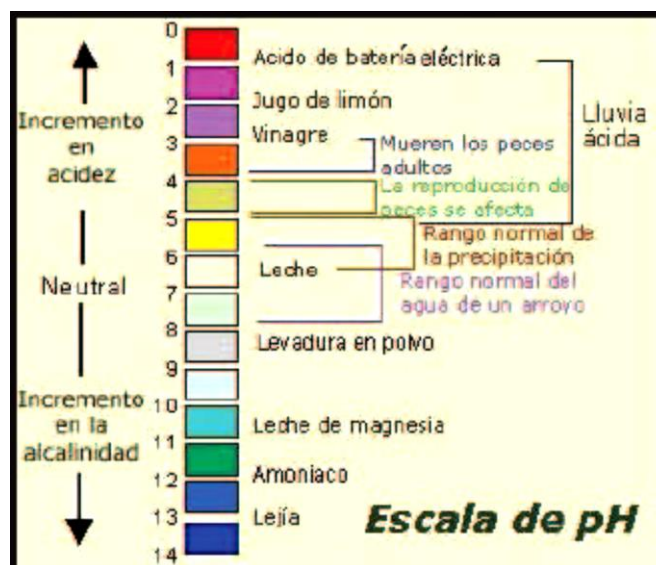 0
Acido de batería eléctrica
1
Jugo de limón
Lluvia
ácida
2
Incremento
en
acidez
Vinagre
3
Mueren los peces
adultos
4
La reproducción de
peces se afecta
5
Rango normal de
la precipitación
6
Leche
Neutral
Rango normal del
agua de un arroyo
7
8
Levadura en polvo
9
Incremento
en la
alcalinidad
10
Leche de magnesia
11
Amoniaco
12
13
Lejía
Escala de pH
14